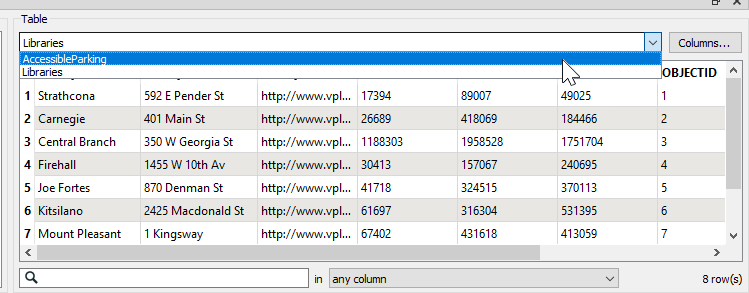 Table
Libraries
Columns...
AccessibleParking
Libraries
OBJECTID
1 Strathcona 592 E Pender St http://www.vpl... 17394 89007 49025 1
2 Carnegie 401 Main St http://www.vpl... 26689 418069 184466 2
3 Central Branch 350 W Georgia St http://www.vpl... 1188303 1958528 1751704 3
4 Firehall 1455 W 10th Av http://www.vpl... 30413 157067 240695 4
5 Joe Fortes 870 Denman St http://www.vpl... 41718 324515 370113 5
6 Kitsilano 2425 Macdonald St http://www.vpl... 61697 316304 531395 6
7 Mount Pleasant 1 Kingsway http://www.vpl... 67402 431618 413059 7
in any column 8 row(s)